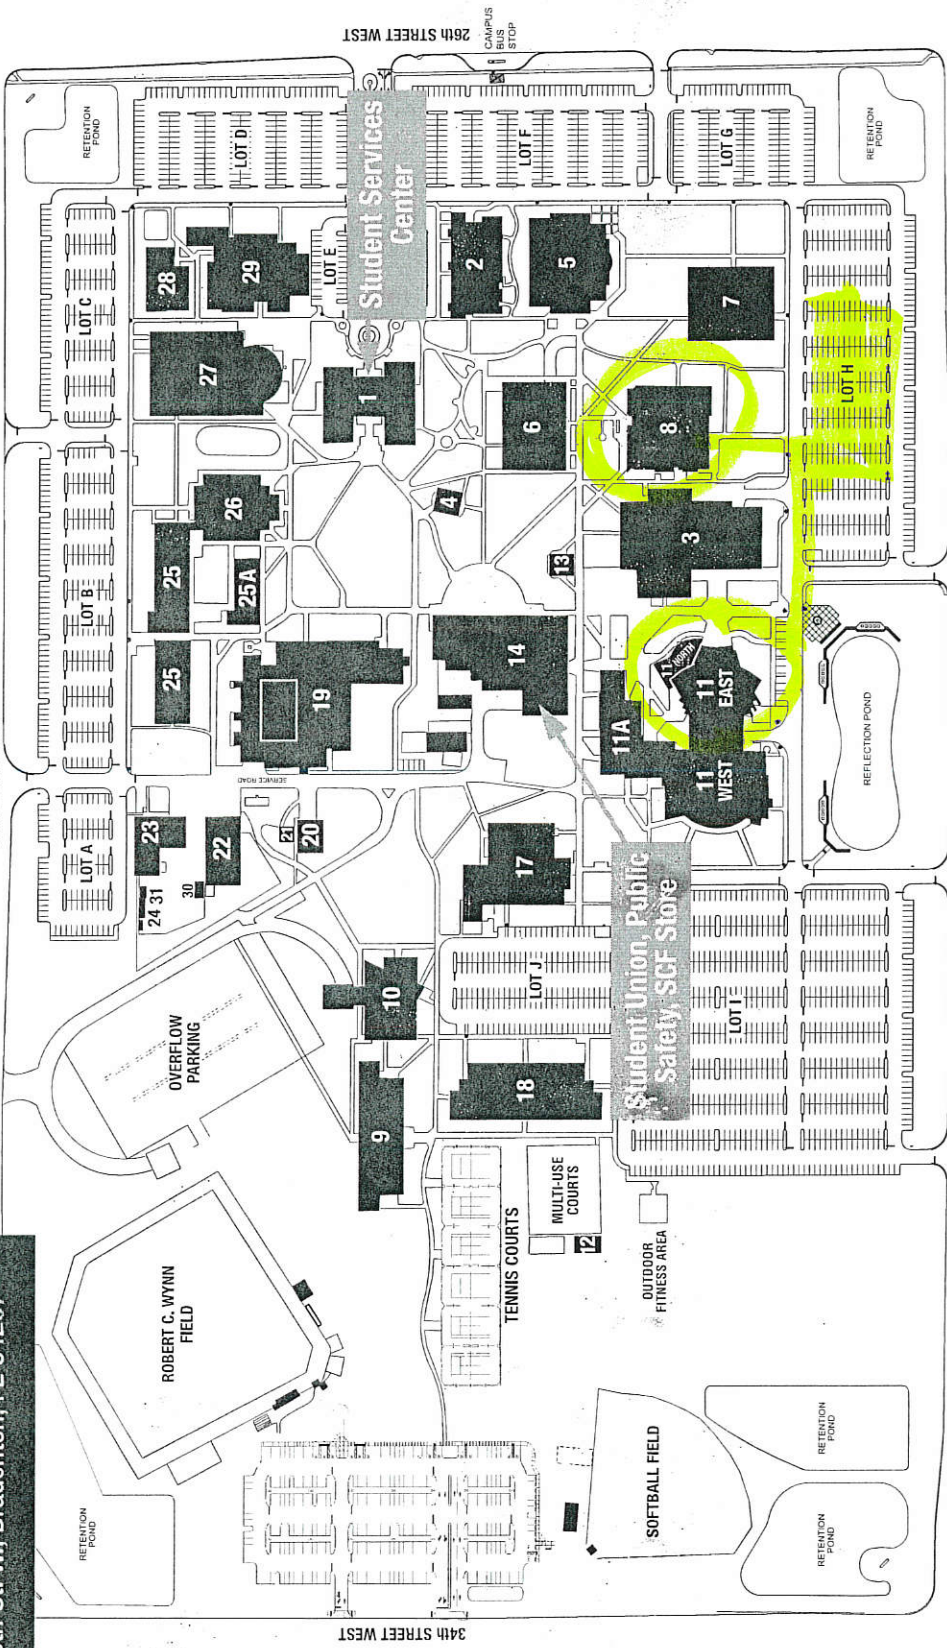 Bradenton, FL 34207
26th STREET WEST
CAMPUS
BUS
STOP
RETENTION
POND
LOT D
LOT F
LOT G
RETENTION
POND
Student Services
Center
LOT C
28
29
LOT E
2
5
7
LOT H
27
1
6
8
26
4
3
25
25A
13
LOT B
25
19
14
11 NORTH
11
EAST
11A
11
WEST
REFLECTION POND
SERVICE ROAD
LOT A
23
22
21
20
24 31
30
17
Student Union, Public
Safety, SCF Store
10
LOT J
LOT I
OVERFLOW
PARKING
9
18
ROBERT C. WYNN
FIELD
TENNIS COURTS
MULTI-USE
COURTS
12
OUTDOOR
FITNESS AREA
RETENTION
POND
SOFTBALL FIELD
RETENTION
POND
RETENTION
POND
34th STREET WEST